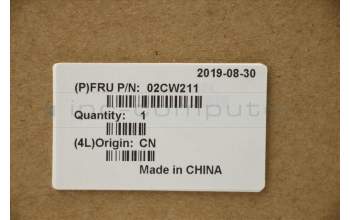 2019-08-30
(P)FRU P/N: 02CW211
Quantity: 1
(4L)Origin: CN
Made in CHINA